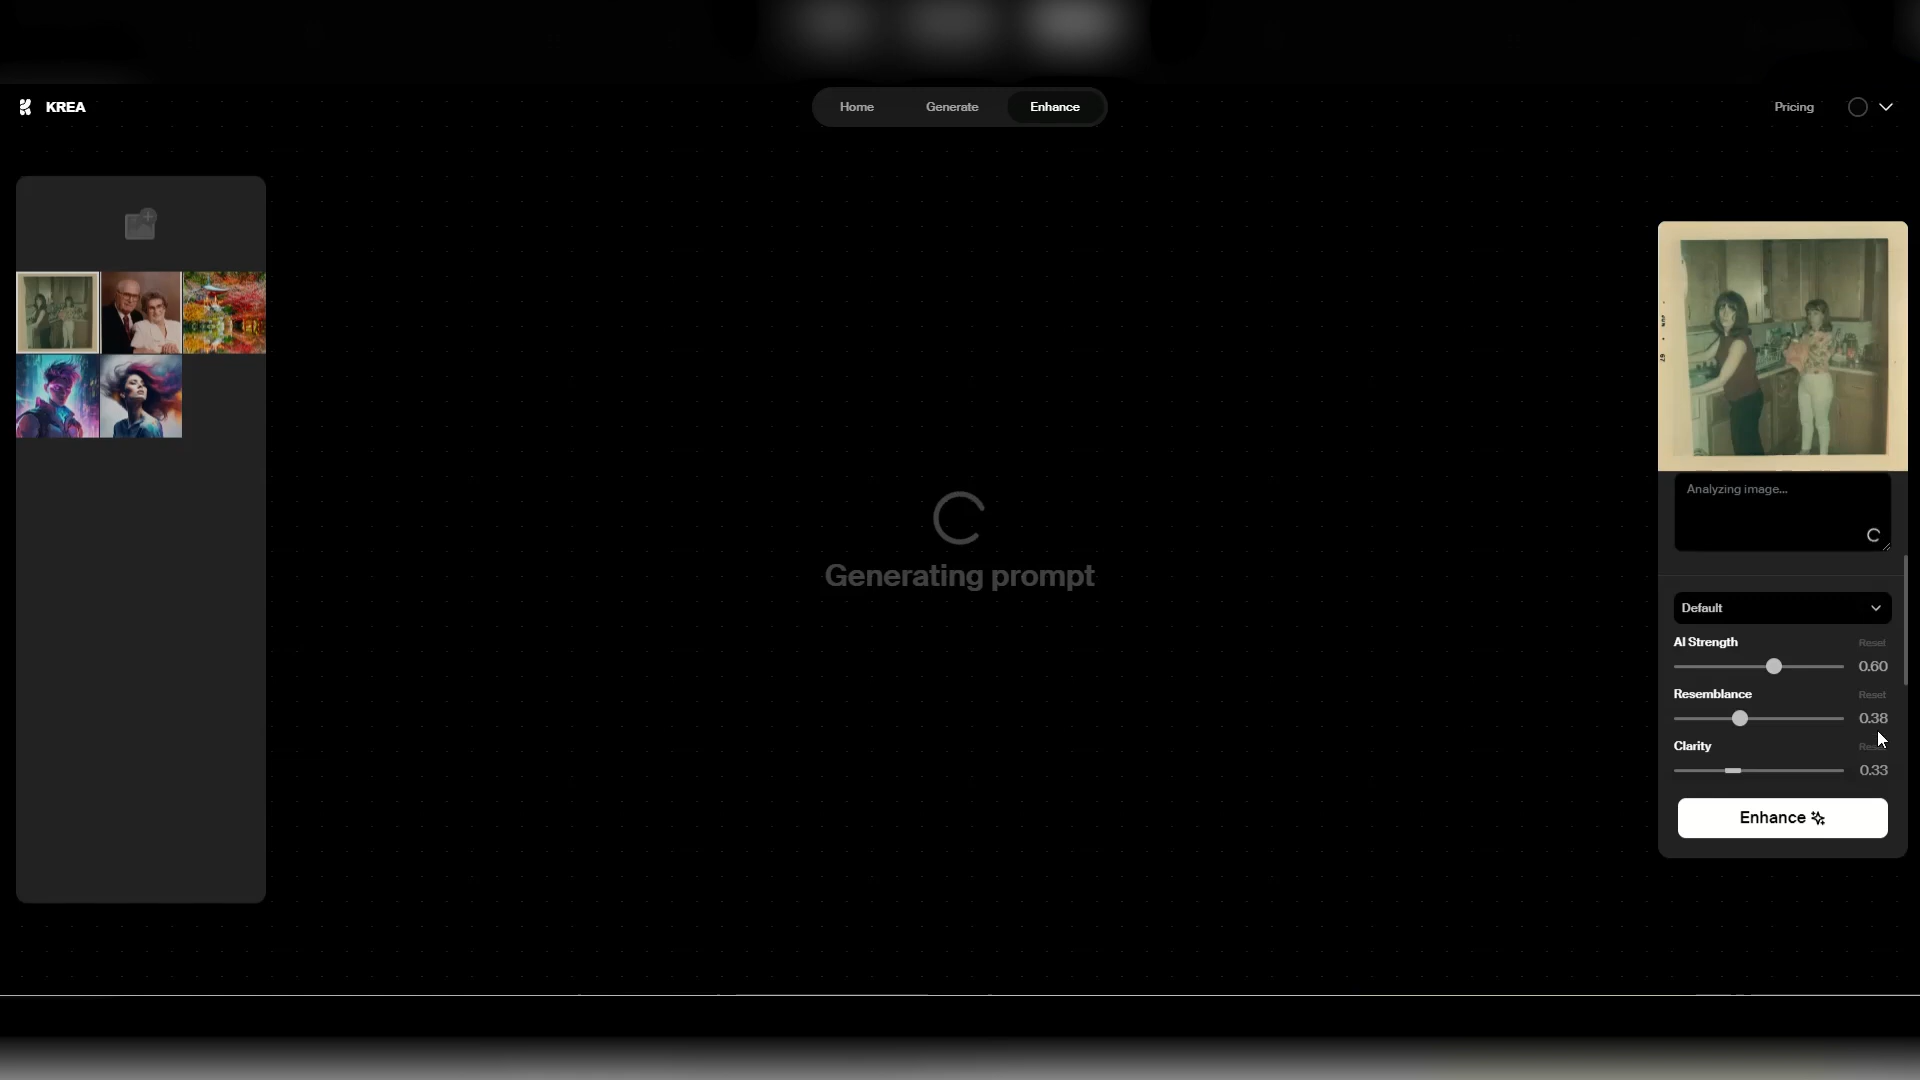 KREA
Home
Generate
Enhance
Pricing
Generating prompt
Analyzing image...
Default
AI Strength
Reset
0.60
Resemblance
Reset
0.38
Clarity
0.33
Enhance